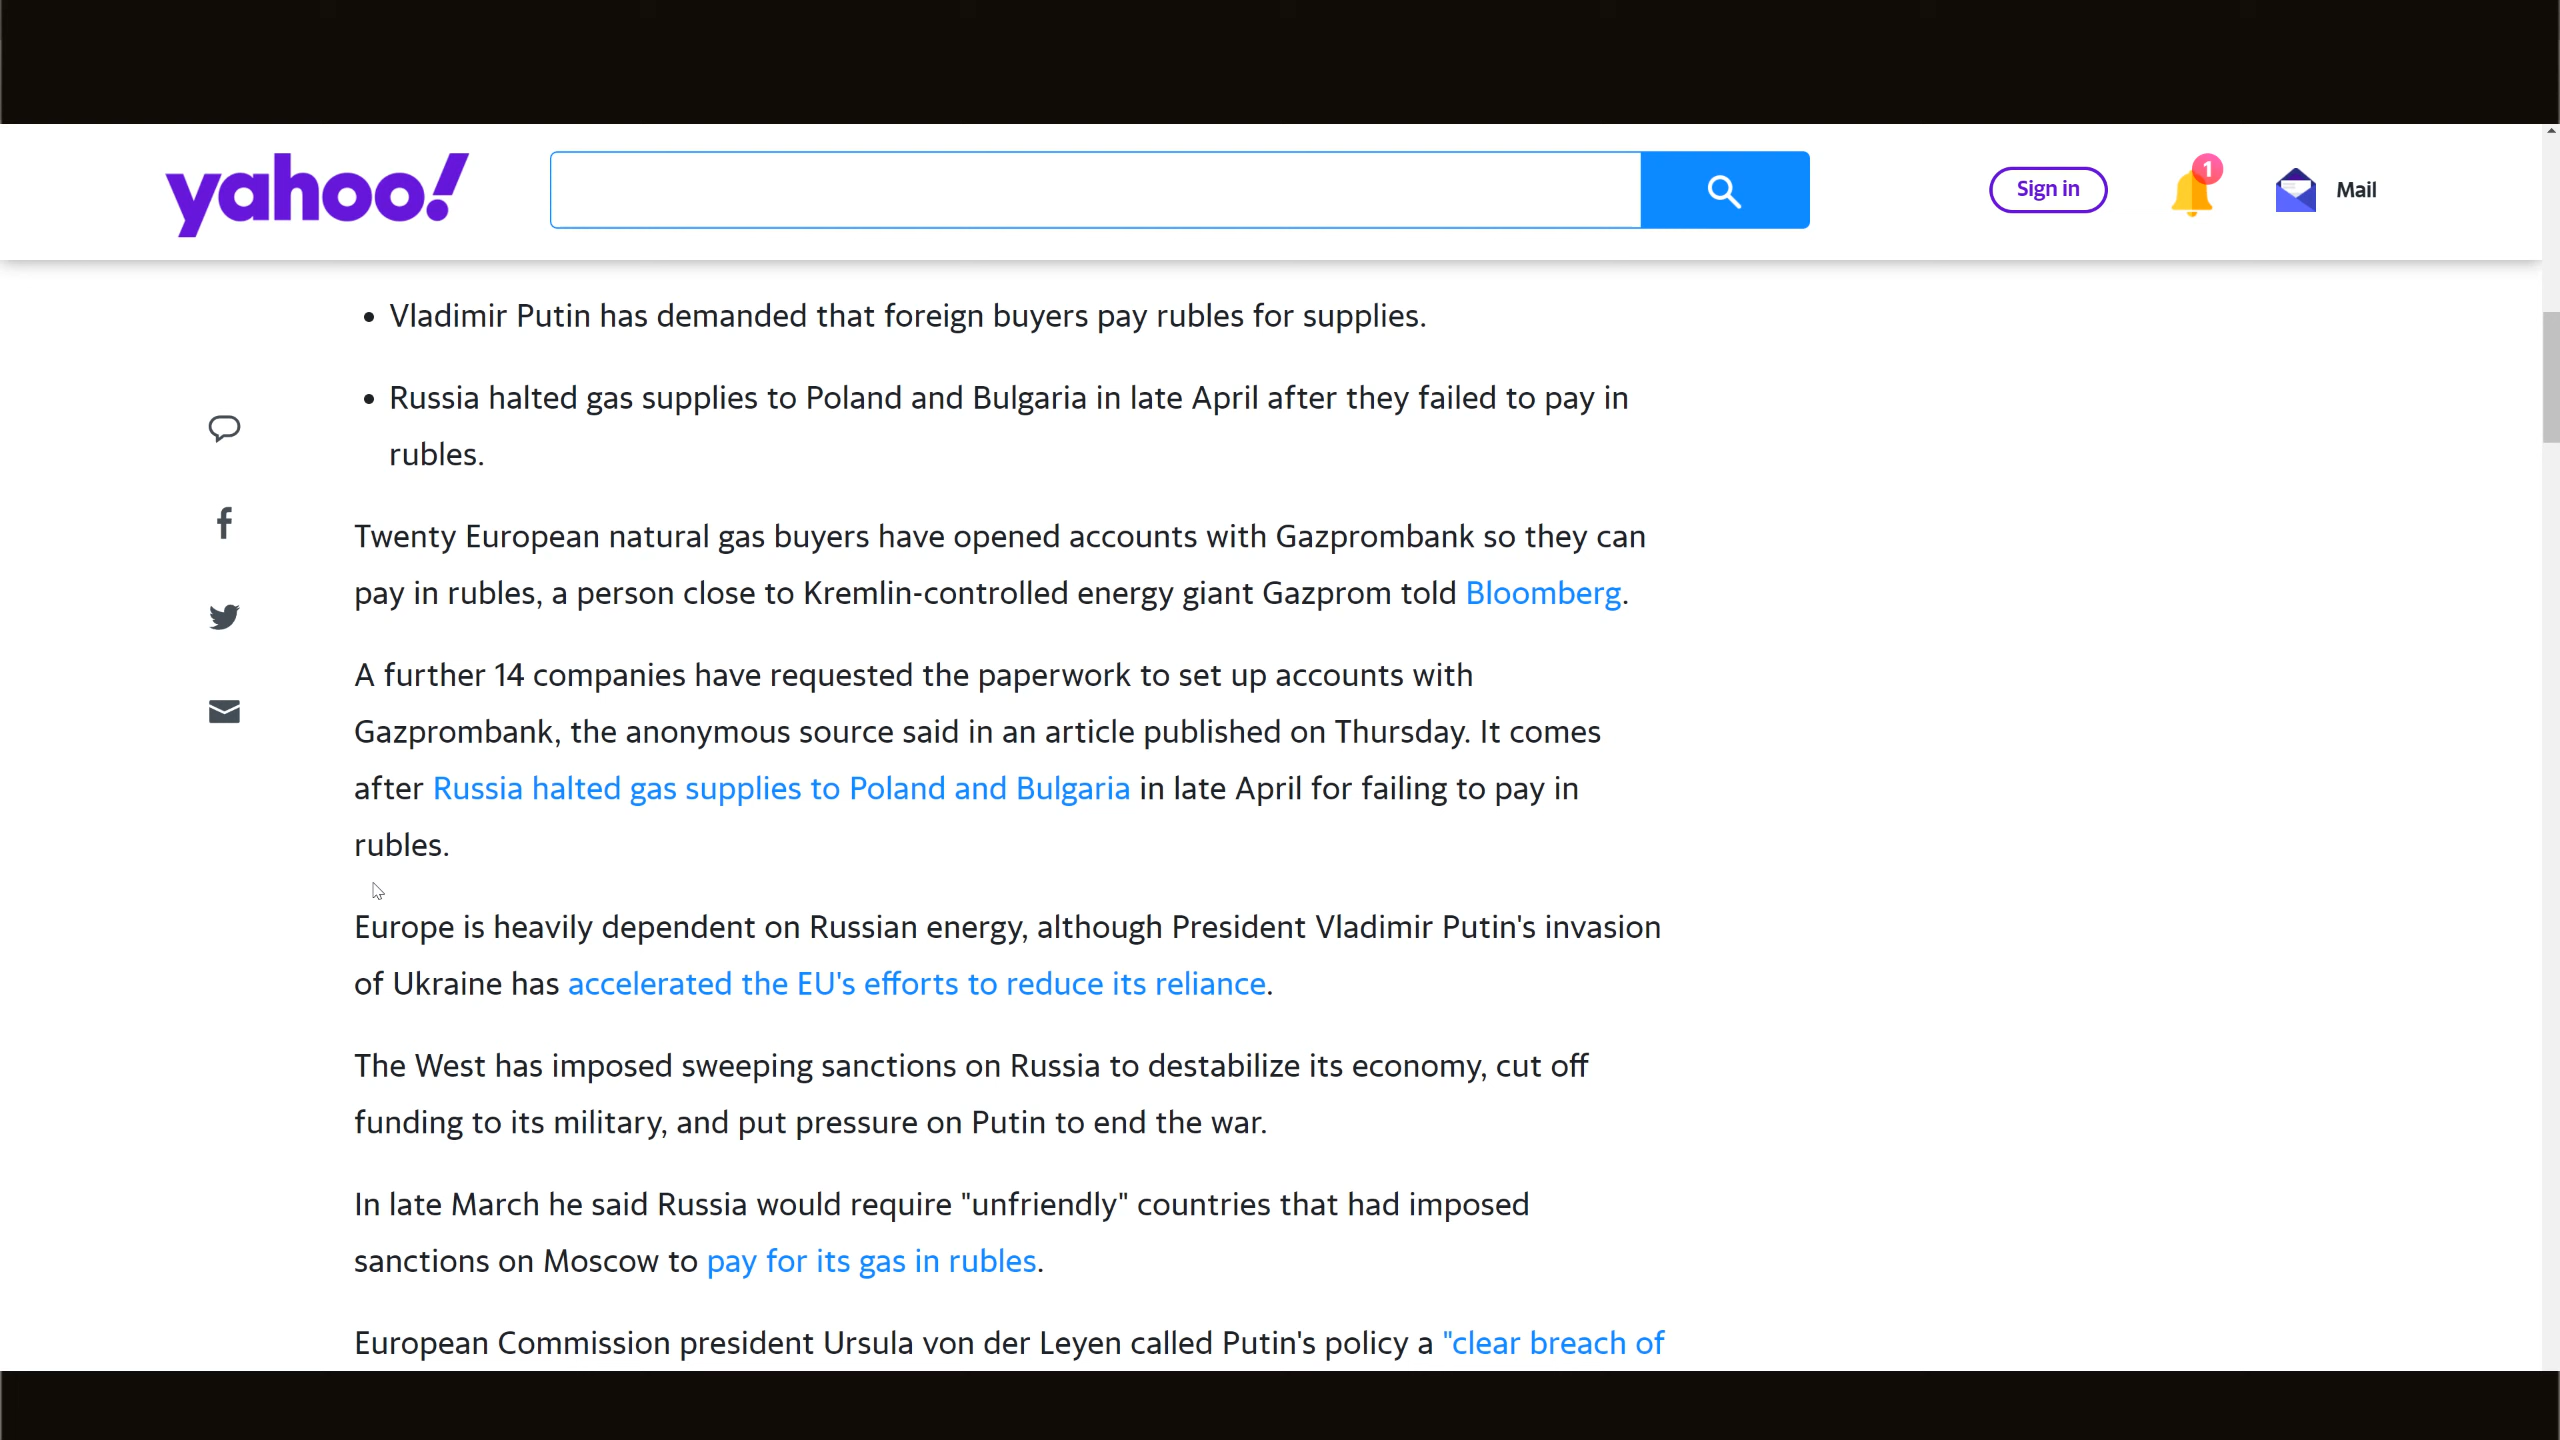 yahoo!
Sign in
1
Mail
• Vladimir Putin has demanded that foreign buyers pay rubles for supplies.
• Russia halted gas supplies to Poland and Bulgaria in late April after they failed to pay in
rubles.
Twenty European natural gas buyers have opened accounts with Gazprombank so they can
pay in rubles, a person close to Kremlin-controlled energy giant Gazprom told Bloomberg.
A further 14 companies have requested the paperwork to set up accounts with
Gazprombank, the anonymous source said in an article published on Thursday. It comes
after Russia halted gas supplies to Poland and Bulgaria in late April for failing to pay in
rubles.
Europe is heavily dependent on Russian energy, although President Vladimir Putin's invasion
of Ukraine has accelerated the EU's efforts to reduce its reliance.
The West has imposed sweeping sanctions on Russia to destabilize its economy, cut off
funding to its military, and put pressure on Putin to end the war.
In late March he said Russia would require "unfriendly" countries that had imposed
sanctions on Moscow to pay for its gas in rubles.
European Commission president Ursula von der Leyen called Putin's policy a "clear breach of